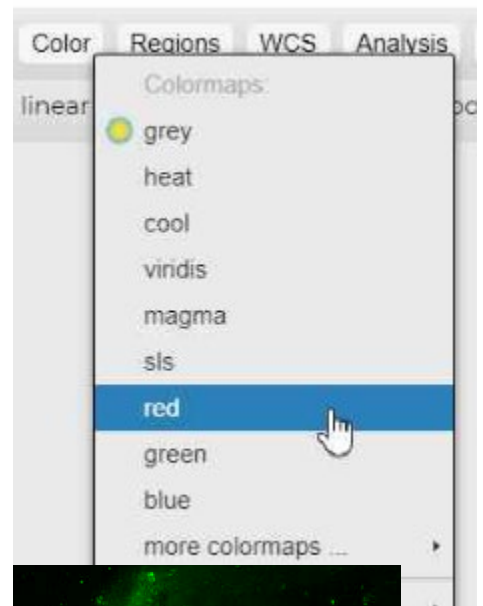 Color Regions WCS Analysis
Colormaps:
linear
grey
heat
cool
viridis
magma
sls
red
green
blue
more colormaps ...